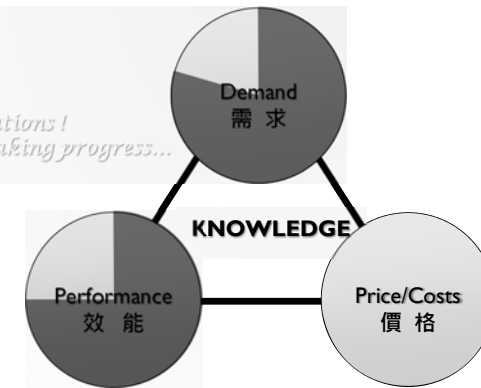 Demand
需 求
ations !
aking progress...
KNOWLEDGE
Performance
效 能
Price/Costs
價 格